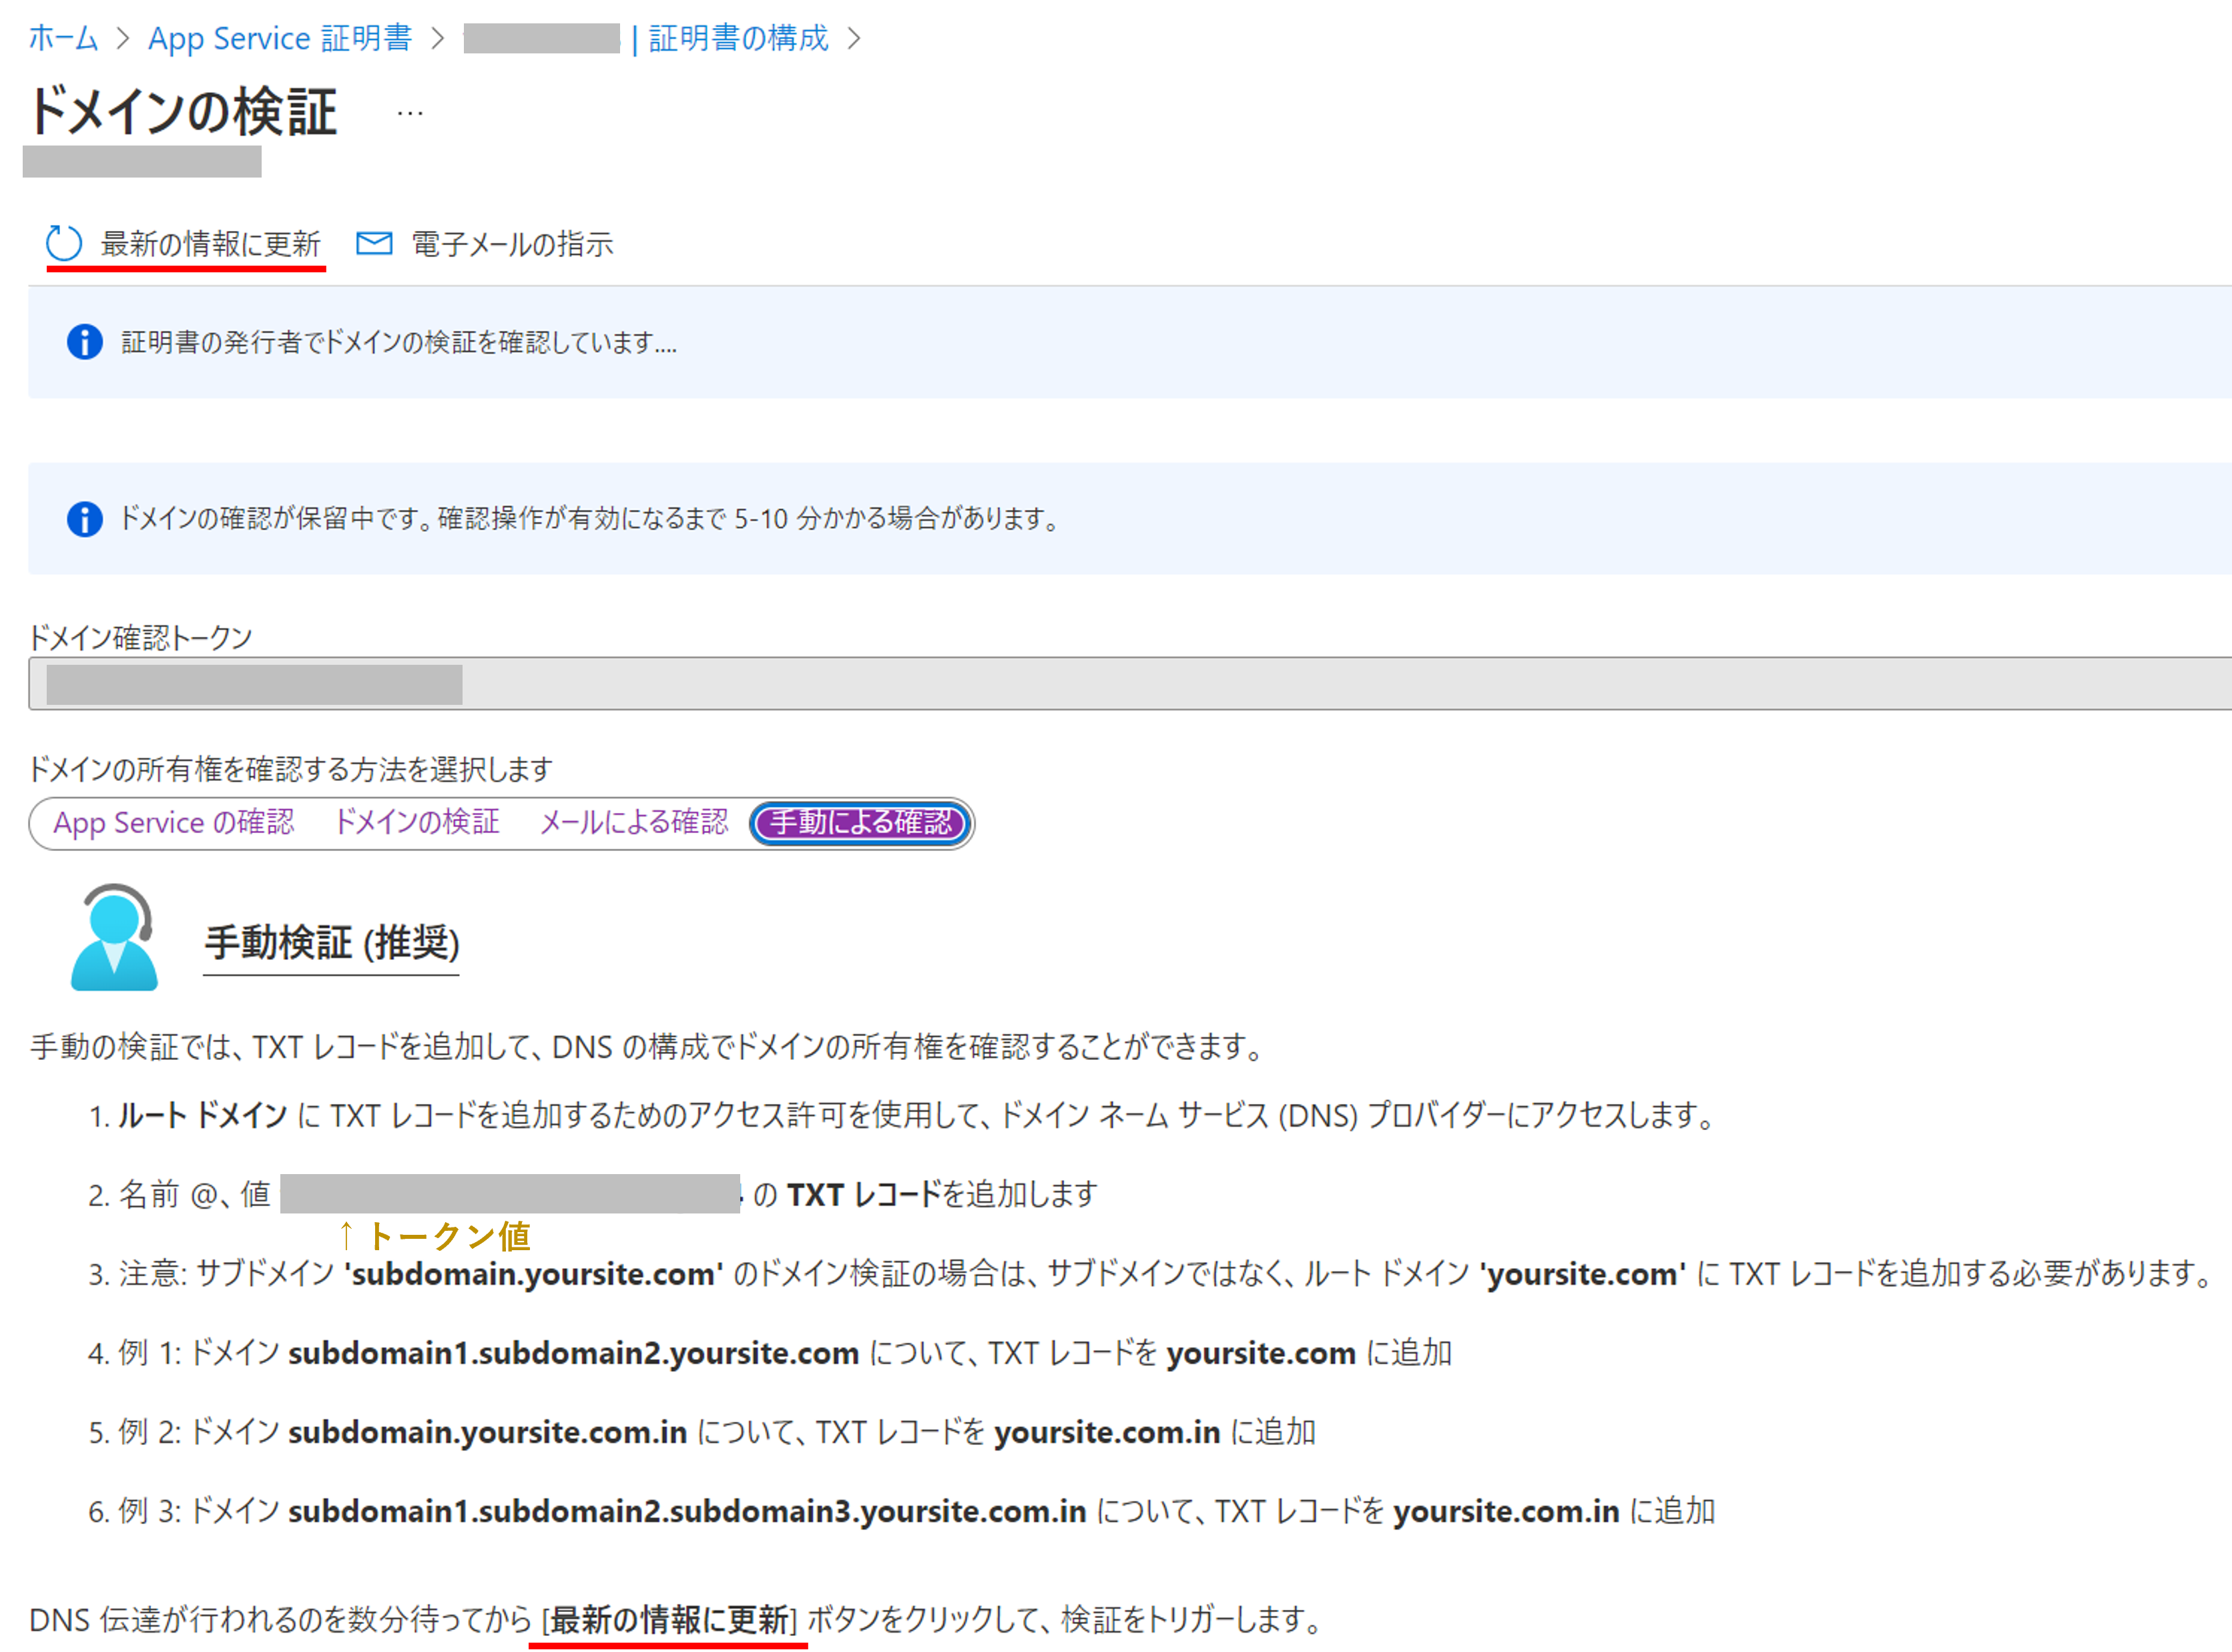 ホーム > App Service 証明書 > | 証明書の構成 >
ドメインの検証 …
最新の情報に更新 電子メールの指示
証明書の発行者でドメインの検証を確認しています....
ドメインの確認が保留中です。確認操作が有効になるまで 5-10 分かかる場合があります。
ドメイン確認トークン
ドメインの所有権を確認する方法を選択します
App Service の確認 ドメインの検証 メールによる確認 手動による確認
手動検証 (推奨)
手動の検証では、TXT レコードを追加して、DNS の構成でドメインの所有権を確認することができます。
1. ルート ドメイン に TXT レコードを追加するためのアクセス許可を使用して、ドメイン ネーム サービス (DNS) プロバイダーにアクセスします。
2. 名前 @、値 の TXT レコードを追加します
↑トークン値
3. 注意: サブドメイン 'subdomain.yoursite.com' のドメイン検証の場合は、サブドメインではなく、ルート ドメイン 'yoursite.com' に TXT レコードを追加する必要があります。
4. 例 1: ドメイン subdomain1.subdomain2.yoursite.com について、TXT レコードを yoursite.com に追加
5. 例 2: ドメイン subdomain.yoursite.com.in について、TXT レコードを yoursite.com.in に追加
6. 例 3: ドメイン subdomain1.subdomain2.subdomain3.yoursite.com.in について、TXT レコードを yoursite.com.in に追加
DNS 伝達が行われるのを数分待ってから [最新の情報に更新] ボタンをクリックして、検証をトリガーします。